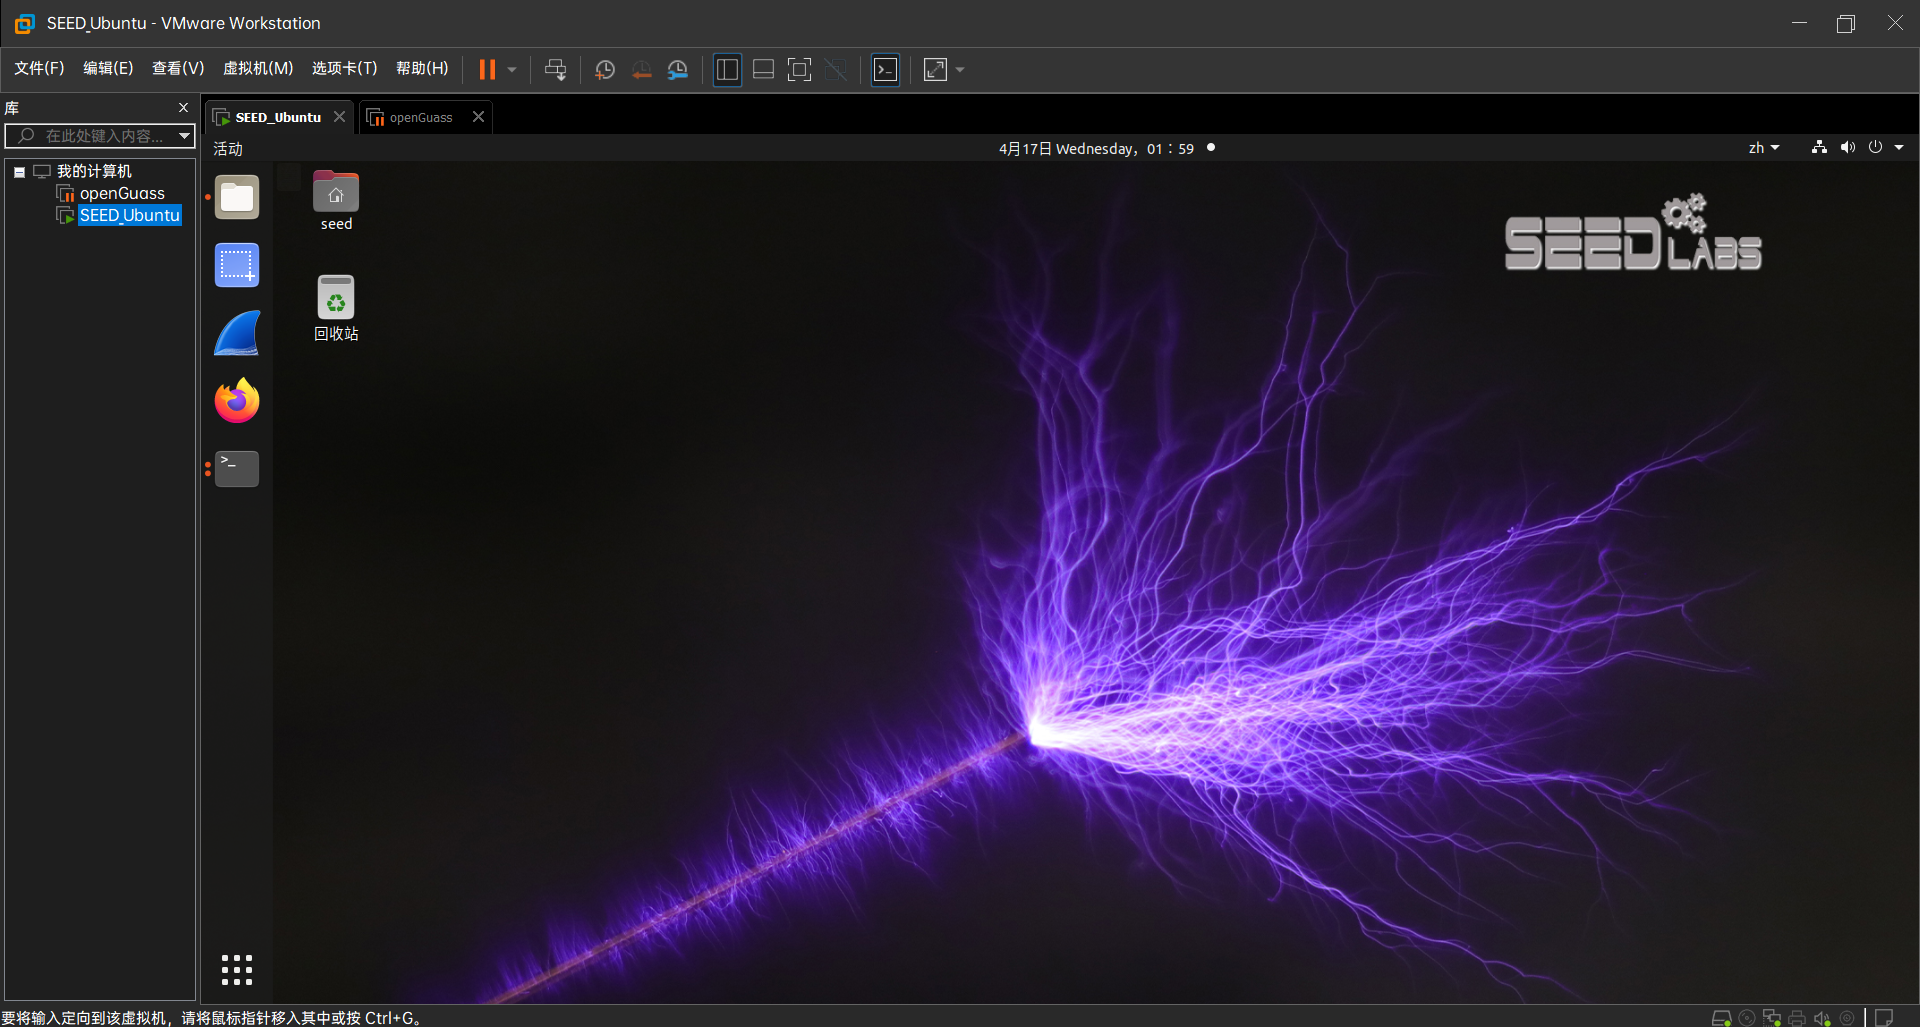 SEED_Ubuntu - VMware Workstation
文件(F) 编辑(E) 查看(V) 虚拟机(M) 选项卡(T) 帮助(H)
库
在此处键入内容...
我的计算机
openGuass
SEED_Ubuntu
SEED_Ubuntu openGuass
活动 4月17日 Wednesday，01：59 zh
seed
回收站
SEED LABS
要将输入定向到该虚拟机，请将鼠标指针移入其中或按 Ctrl+G。